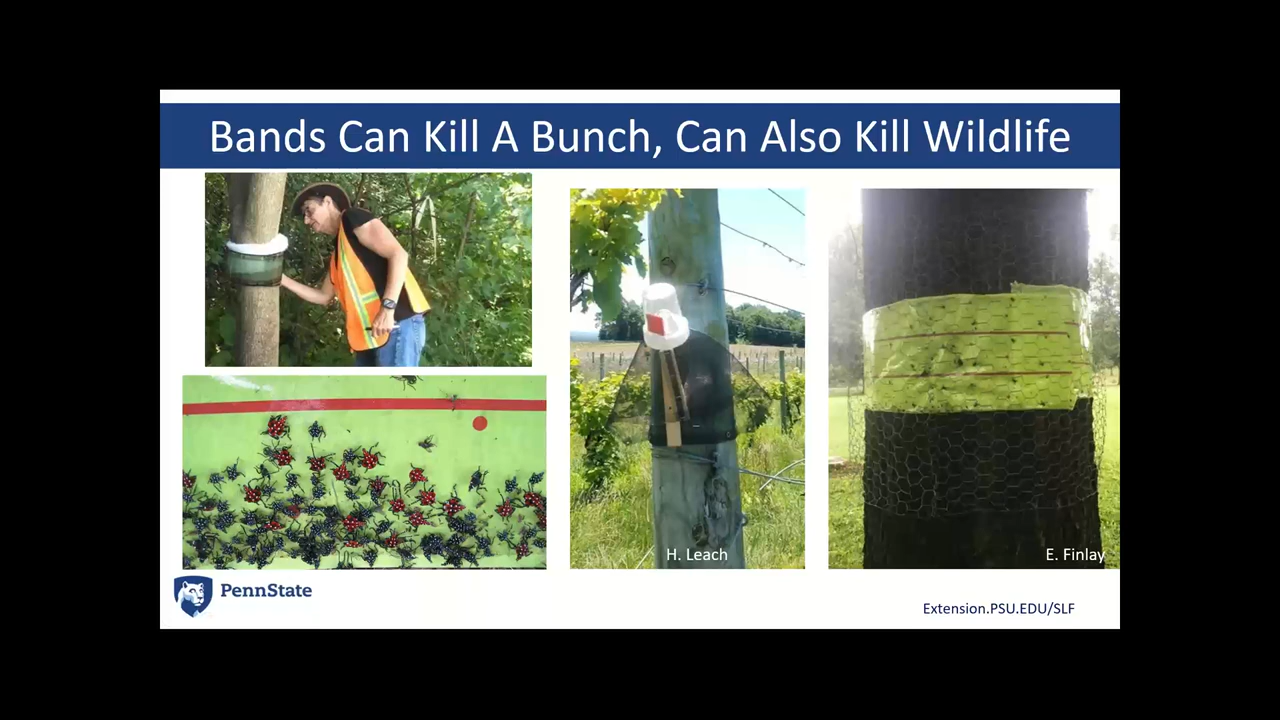 Bands Can Kill A Bunch, Can Also Kill Wildlife
H. Leach
E. Finlay
PennState
Extension.PSU.EDU/SLF